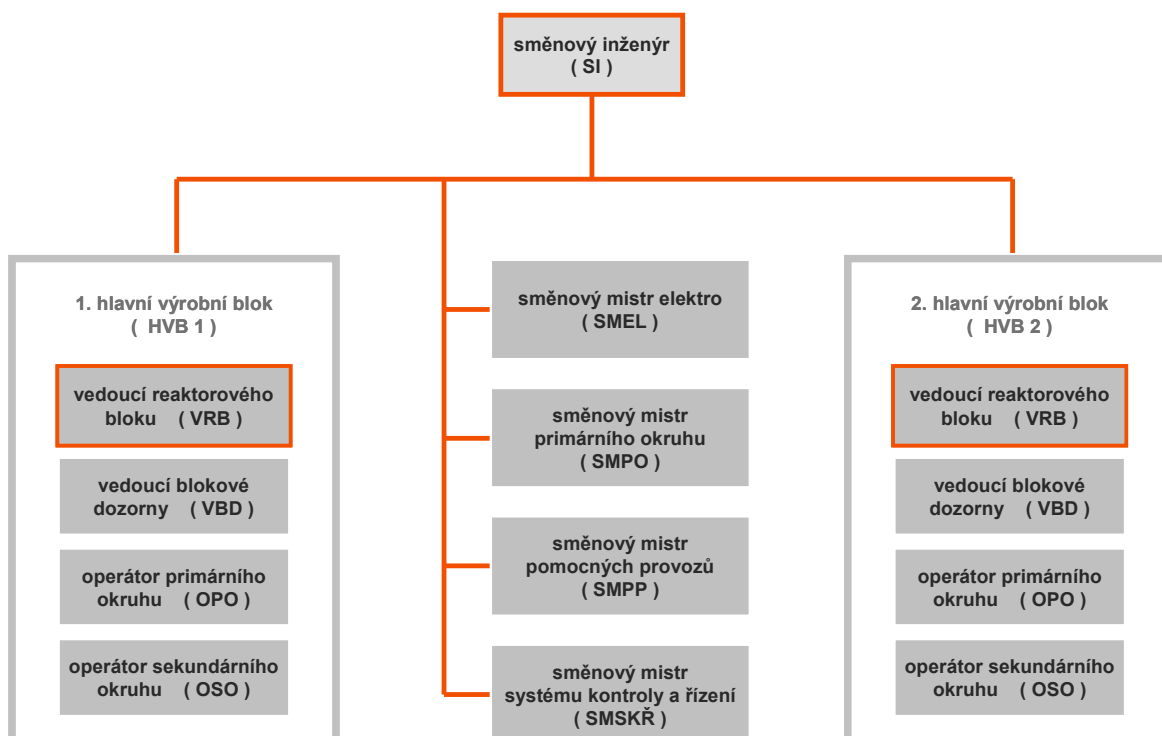 směnový inženýr
( SI )
1. hlavní výrobní blok
( HVB 1 )
vedoucí reaktorového
bloku ( VRB )
vedoucí blokové
dozorny ( VBD )
operátor primárního
okruhu ( OPO )
operátor sekundárního
okruhu ( OSO )
směnový mistr elektro
( SMEL )
směnový mistr
primárního okruhu
( SMPO )
směnový mistr
pomocných provozů
( SMPP )
směnový mistr
systému kontroly a řízení
( SMSKŘ )
2. hlavní výrobní blok
( HVB 2 )
vedoucí reaktorového
bloku ( VRB )
vedoucí blokové
dozorny ( VBD )
operátor primárního
okruhu ( OPO )
operátor sekundárního
okruhu ( OSO )